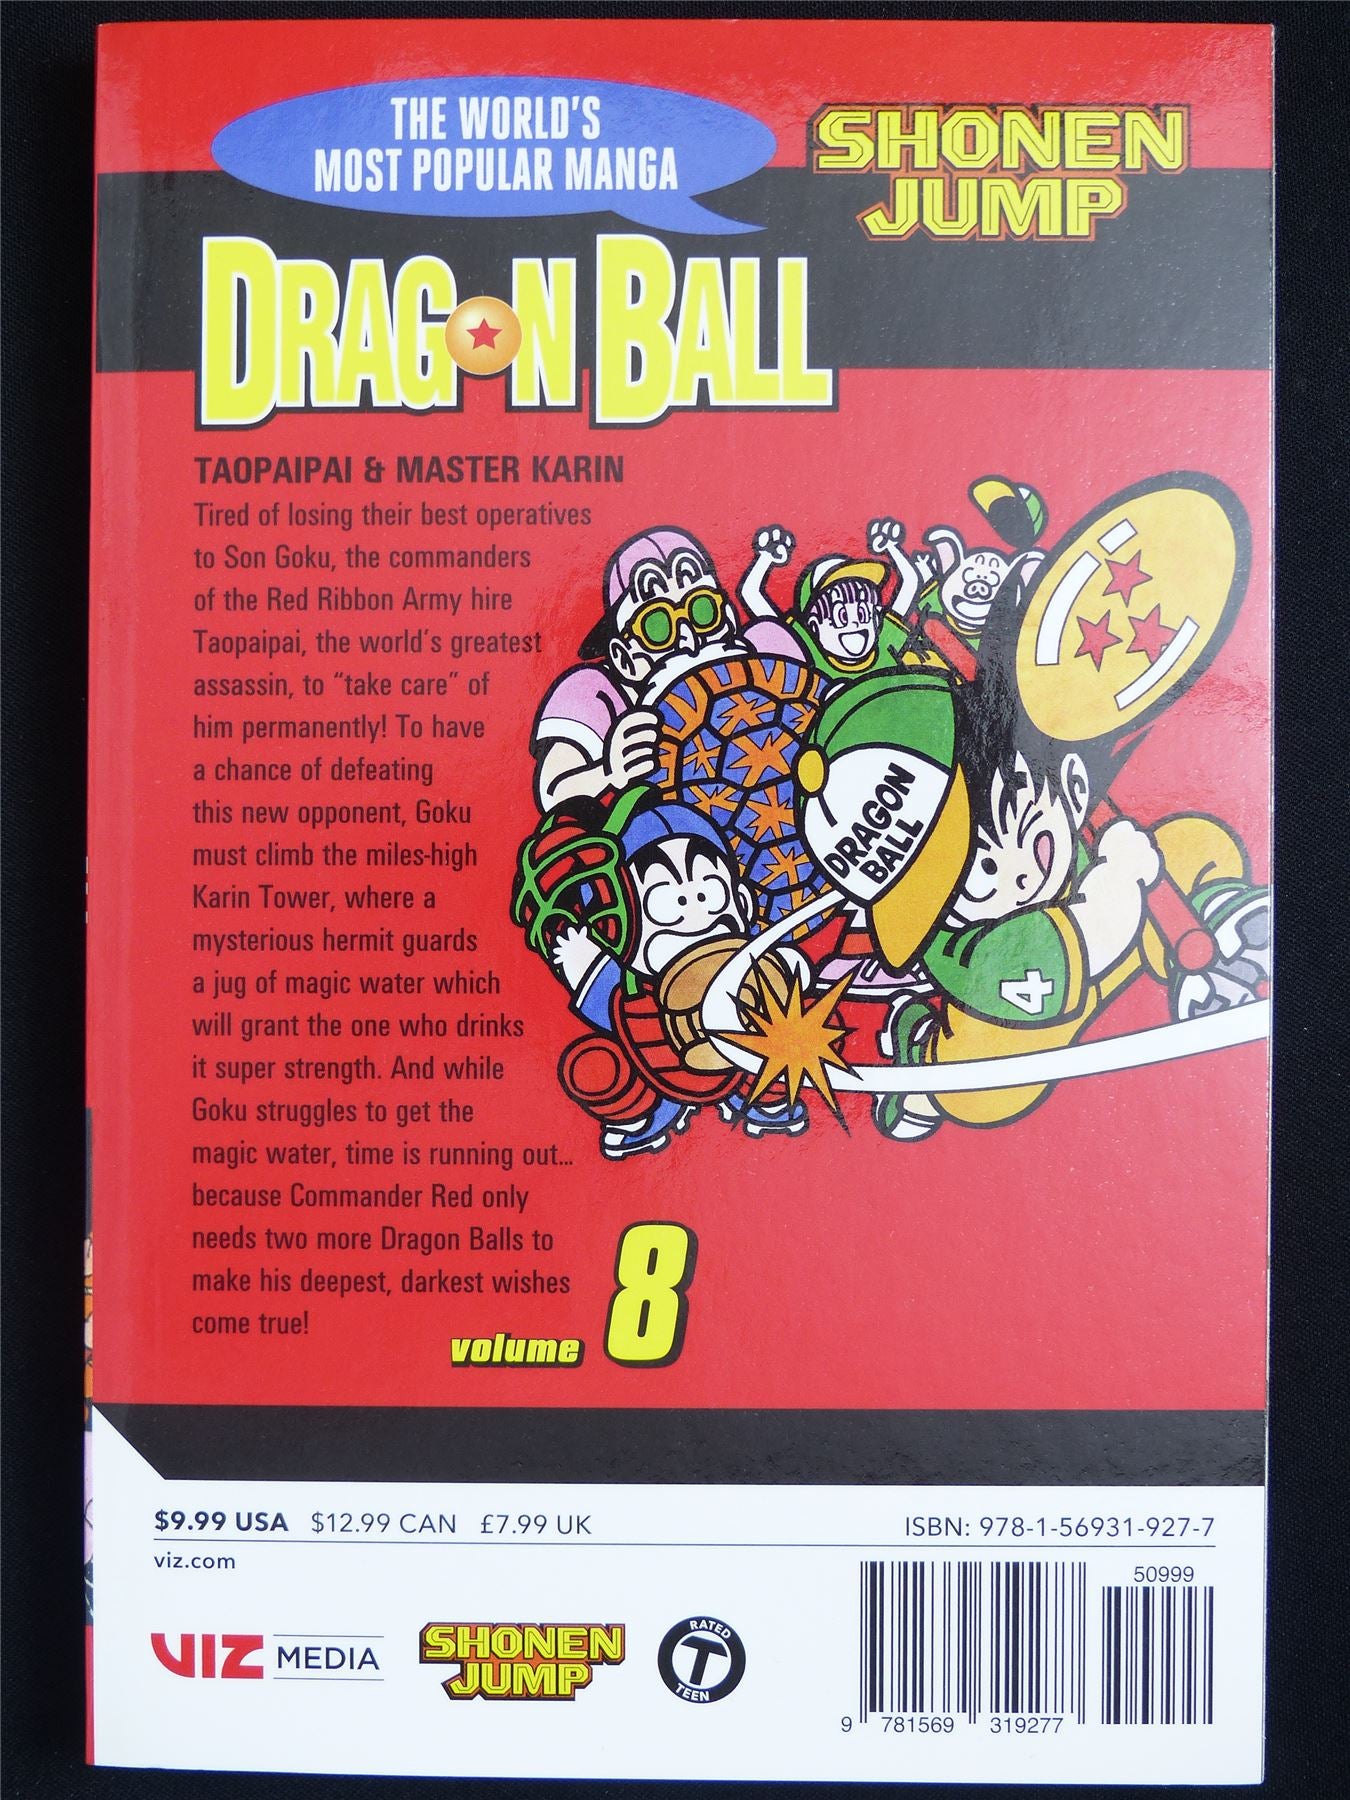 THE WORLD'S
MOST POPULAR MANGA
SHONEN
JUMP
DRAGON BALL
TAOPAIPAI & MASTER KARIN
Tired of losing their best operatives
to Son Goku, the commanders
of the Red Ribbon Army hire
Taopaipai, the world's greatest
assassin, to “take care” of
him permanently! To have
a chance of defeating
this new opponent, Goku
must climb the miles-high
Karin Tower, where a
mysterious hermit guards
a jug of magic water which
will grant the one who drinks
it super strength. And while
Goku struggles to get the
magic water, time is running out...
because Commander Red only
needs two more Dragon Balls to
make his deepest, darkest wishes
come true!
DRAGON
BALL
4
volume 8
$9.99 USA $12.99 CAN £7.99 UK
ISBN: 978-1-56931-927-7
viz.com
50999
VIZ MEDIA
SHONEN
JUMP
RATED
T
TEEN
9 781569 319277